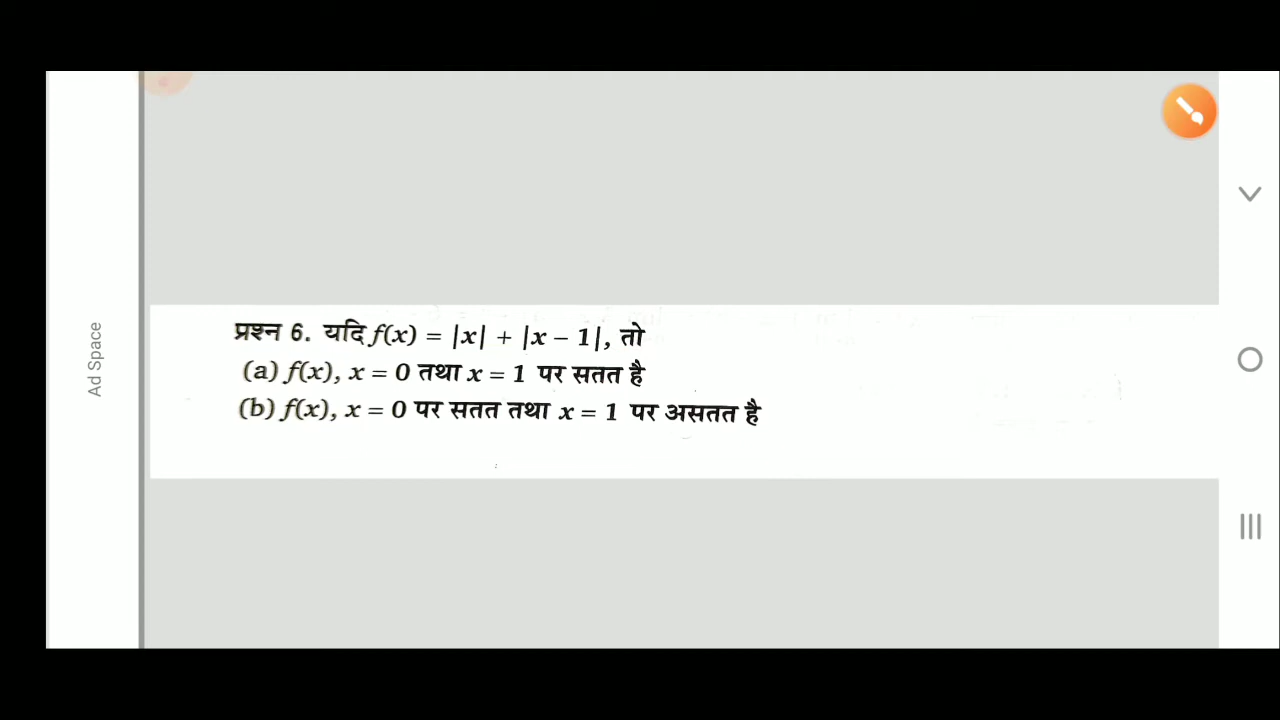 Ad Space
प्रश्न 6. यदि f(x) = |x| + |x − 1|, तो
(a) f(x), x = 0 तथा x = 1 पर सतत है
(b) f(x), x = 0 पर सतत तथा x = 1 पर असतत है